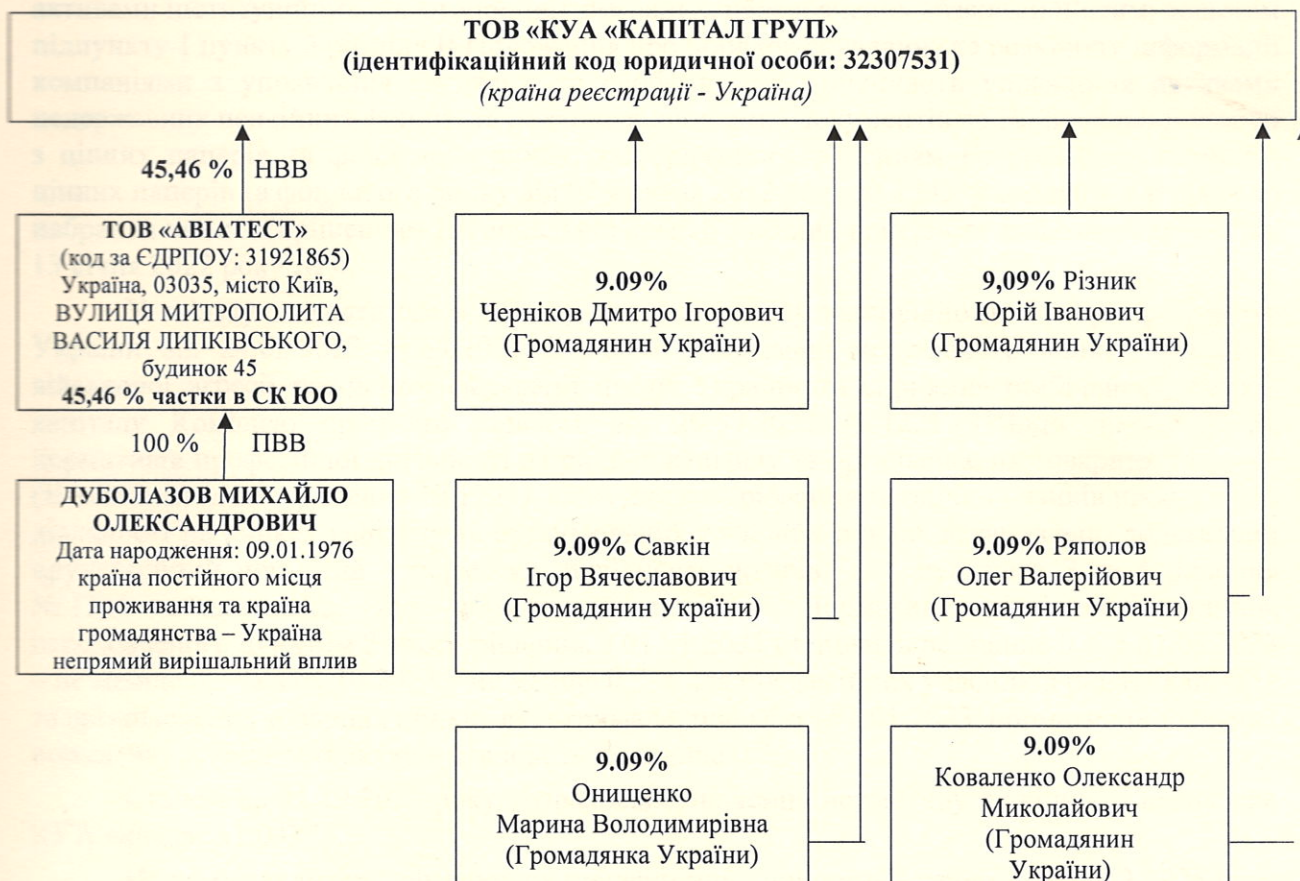 ТОВ «КУА «КАПІТАЛ ГРУП»
(ідентифікаційний код юридичної особи: 32307531)
(країна реєстрації - Україна)
45,46 % НВВ
ТОВ «АВІАТЕСТ»
(код за ЄДРПОУ: 31921865)
Україна, 03035, місто Київ,
ВУЛИЦЯ МИТРОПОЛИТА
ВАСИЛЯ ЛИПКІВСЬКОГО,
будинок 45
45,46 % частки в СК ЮО
100 % ПВВ
ДУБОЛАЗОВ МИХАЙЛО
ОЛЕКСАНДРОВИЧ
Дата народження: 09.01.1976
країна постійного місця
проживання та країна
громадянства – Україна
непрямий вирішальний вплив
9.09%
Черніков Дмитро Ігорович
(Громадянин України)
9,09% Різник
Юрій Іванович
(Громадянин України)
9.09% Савкін
Ігор Вячеславович
(Громадянин України)
9.09% Ряполов
Олег Валерійович
(Громадянин України)
9.09%
Онищенко
Марина Володимирівна
(Громадянка України)
9.09%
Коваленко Олександр
Миколайович
(Громадянин
України)